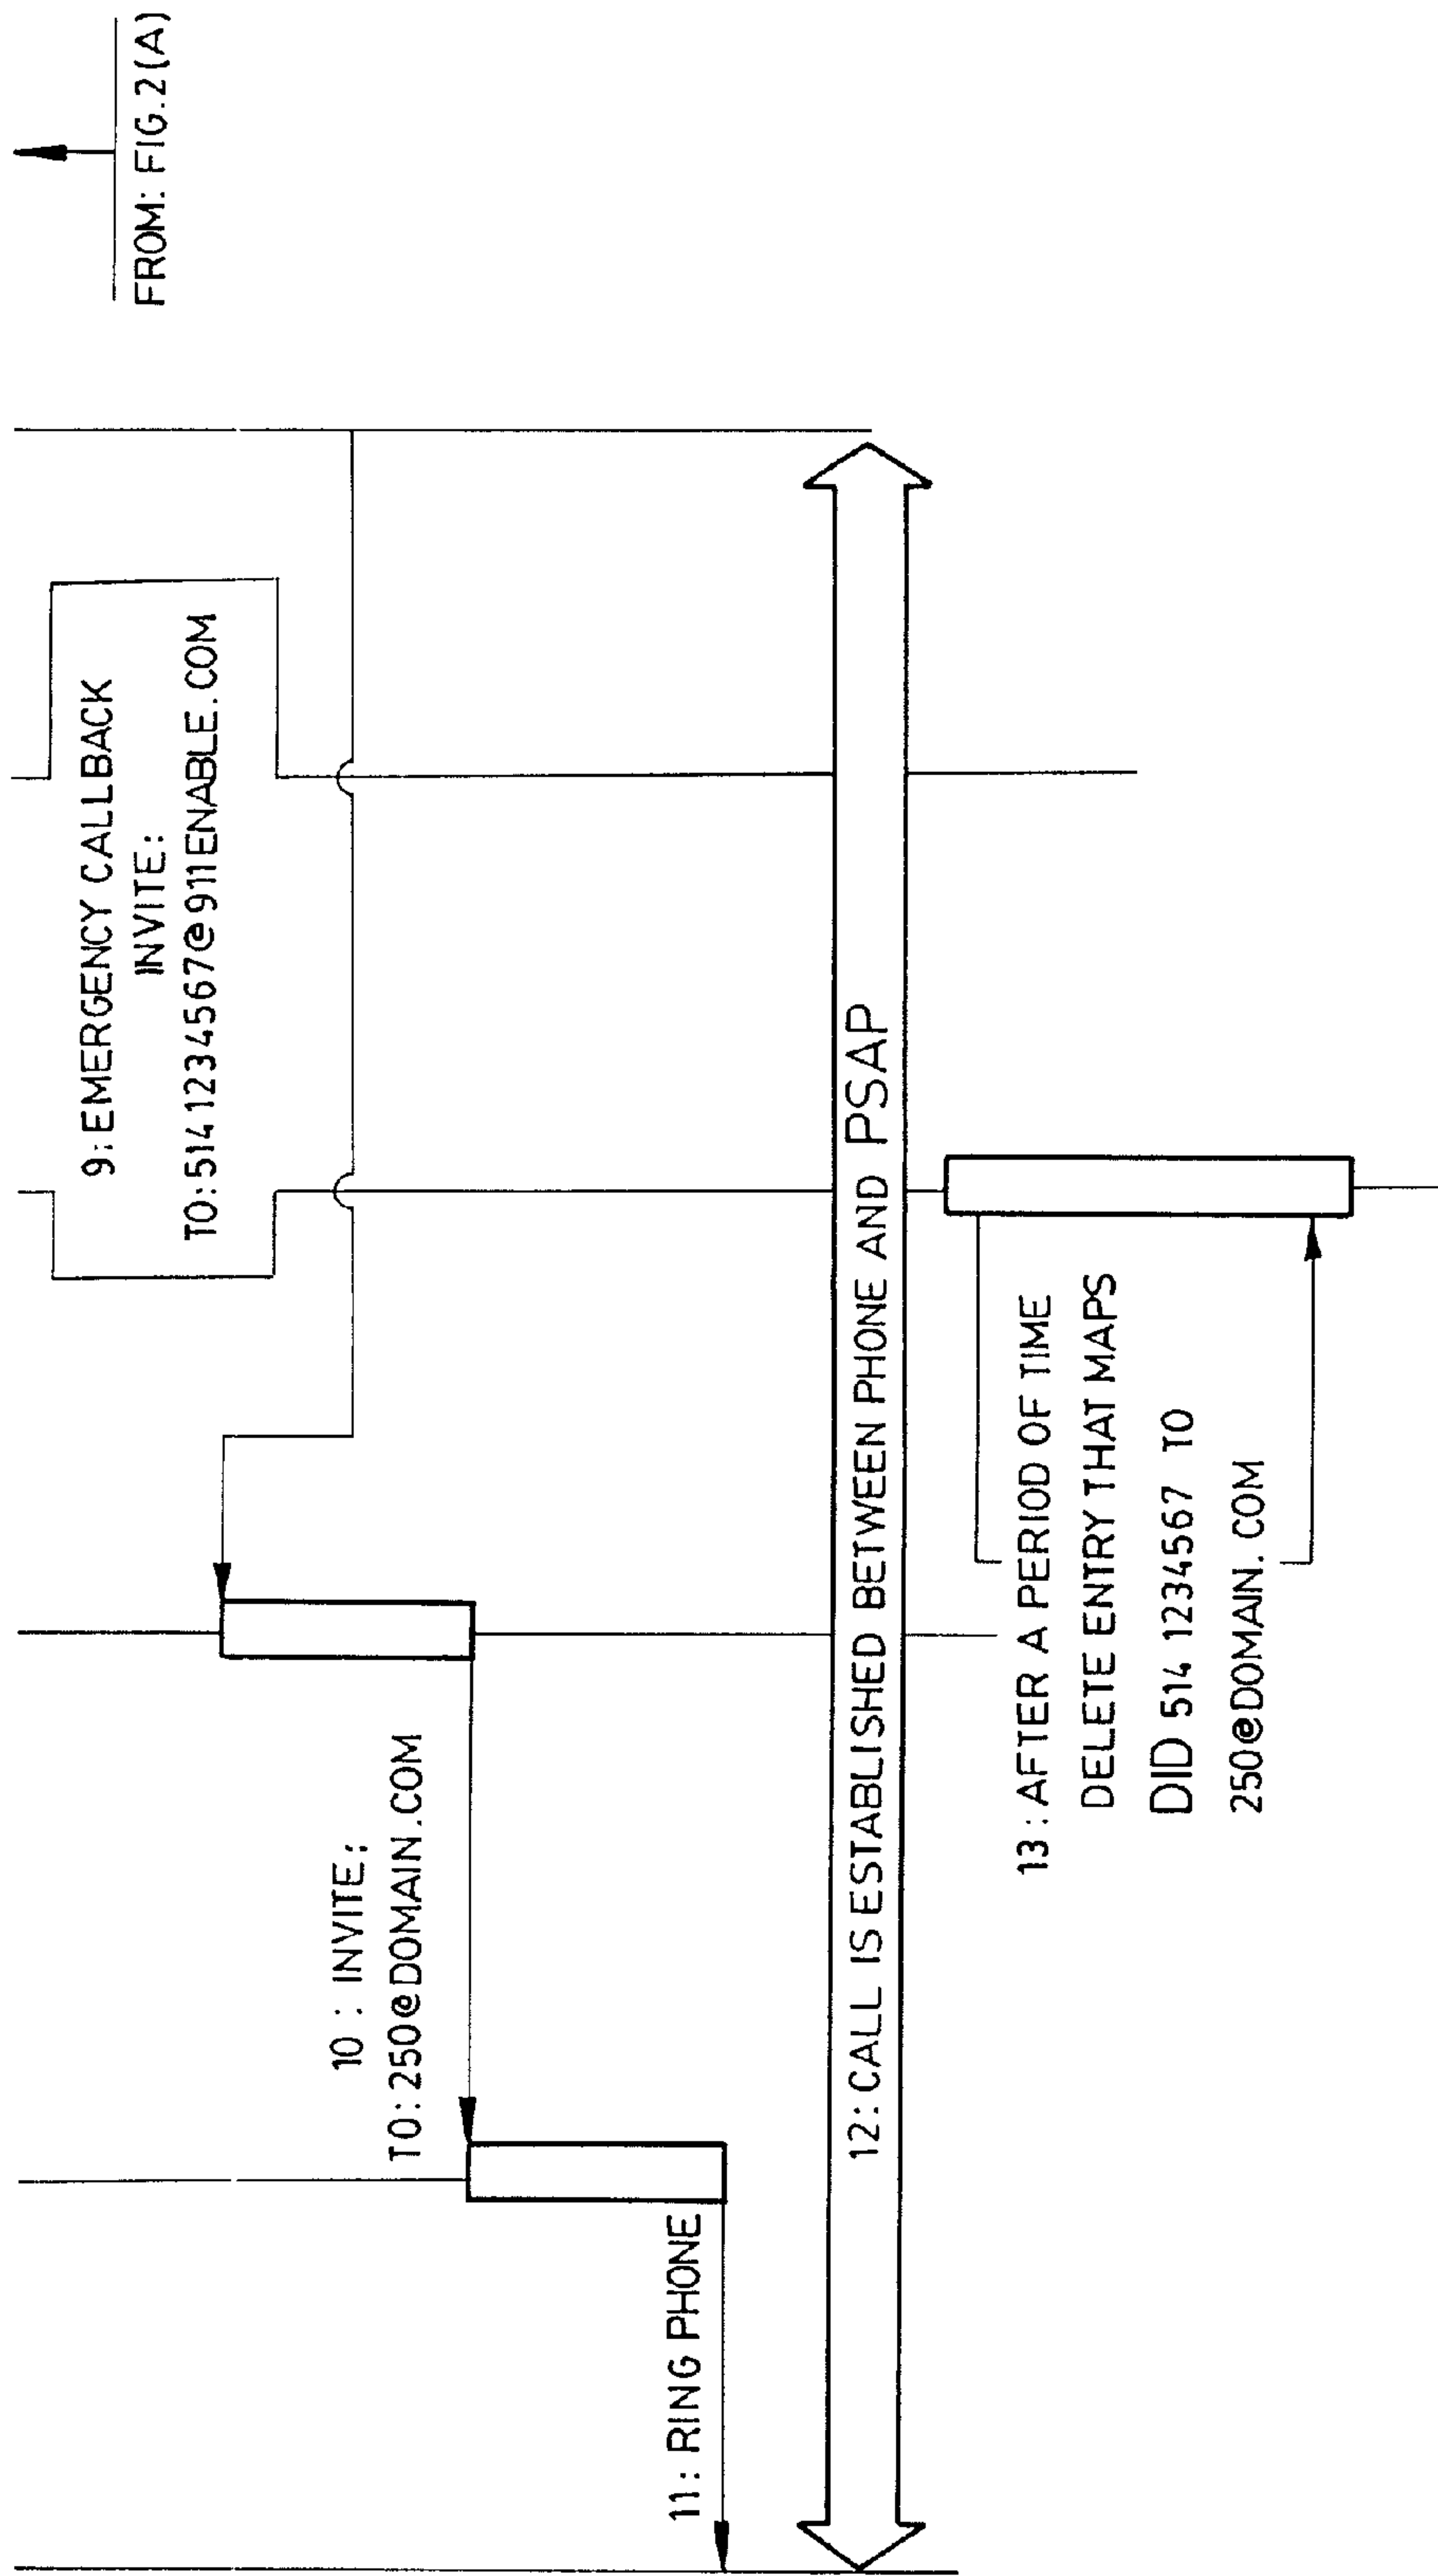 FROM: FIG.2(A)
9: EMERGENCY CALLBACK
INVITE:
TO:514 1234567@911ENABLE.COM
10 : INVITE:
TO:250@DOMAIN.COM
11: RING PHONE
12: CALL IS ESTABLISHED BETWEEN PHONE AND PSAP
13: AFTER A PERIOD OF TIME
DELETE ENTRY THAT MAPS
DID 514 1234567 TO
250@DOMAIN.COM